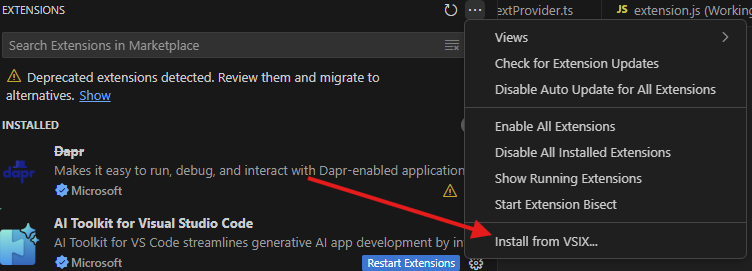 EXTENSIONS
extProvider.ts
JS extension.js (Working
Search Extensions in Marketplace
Deprecated extensions detected. Review them and migrate to
alternatives. Show
INSTALLED
Dapr
Makes it easy to run, debug, and interact with Dapr-enabled application
dapr
Microsoft
AI Toolkit for Visual Studio Code
AI Toolkit for VS Code streamlines generative AI app development by in
Microsoft
Restart Extensions
Views
Check for Extension Updates
Disable Auto Update for All Extensions
Enable All Extensions
Disable All Installed Extensions
Show Running Extensions
Start Extension Bisect
Install from VSIX...